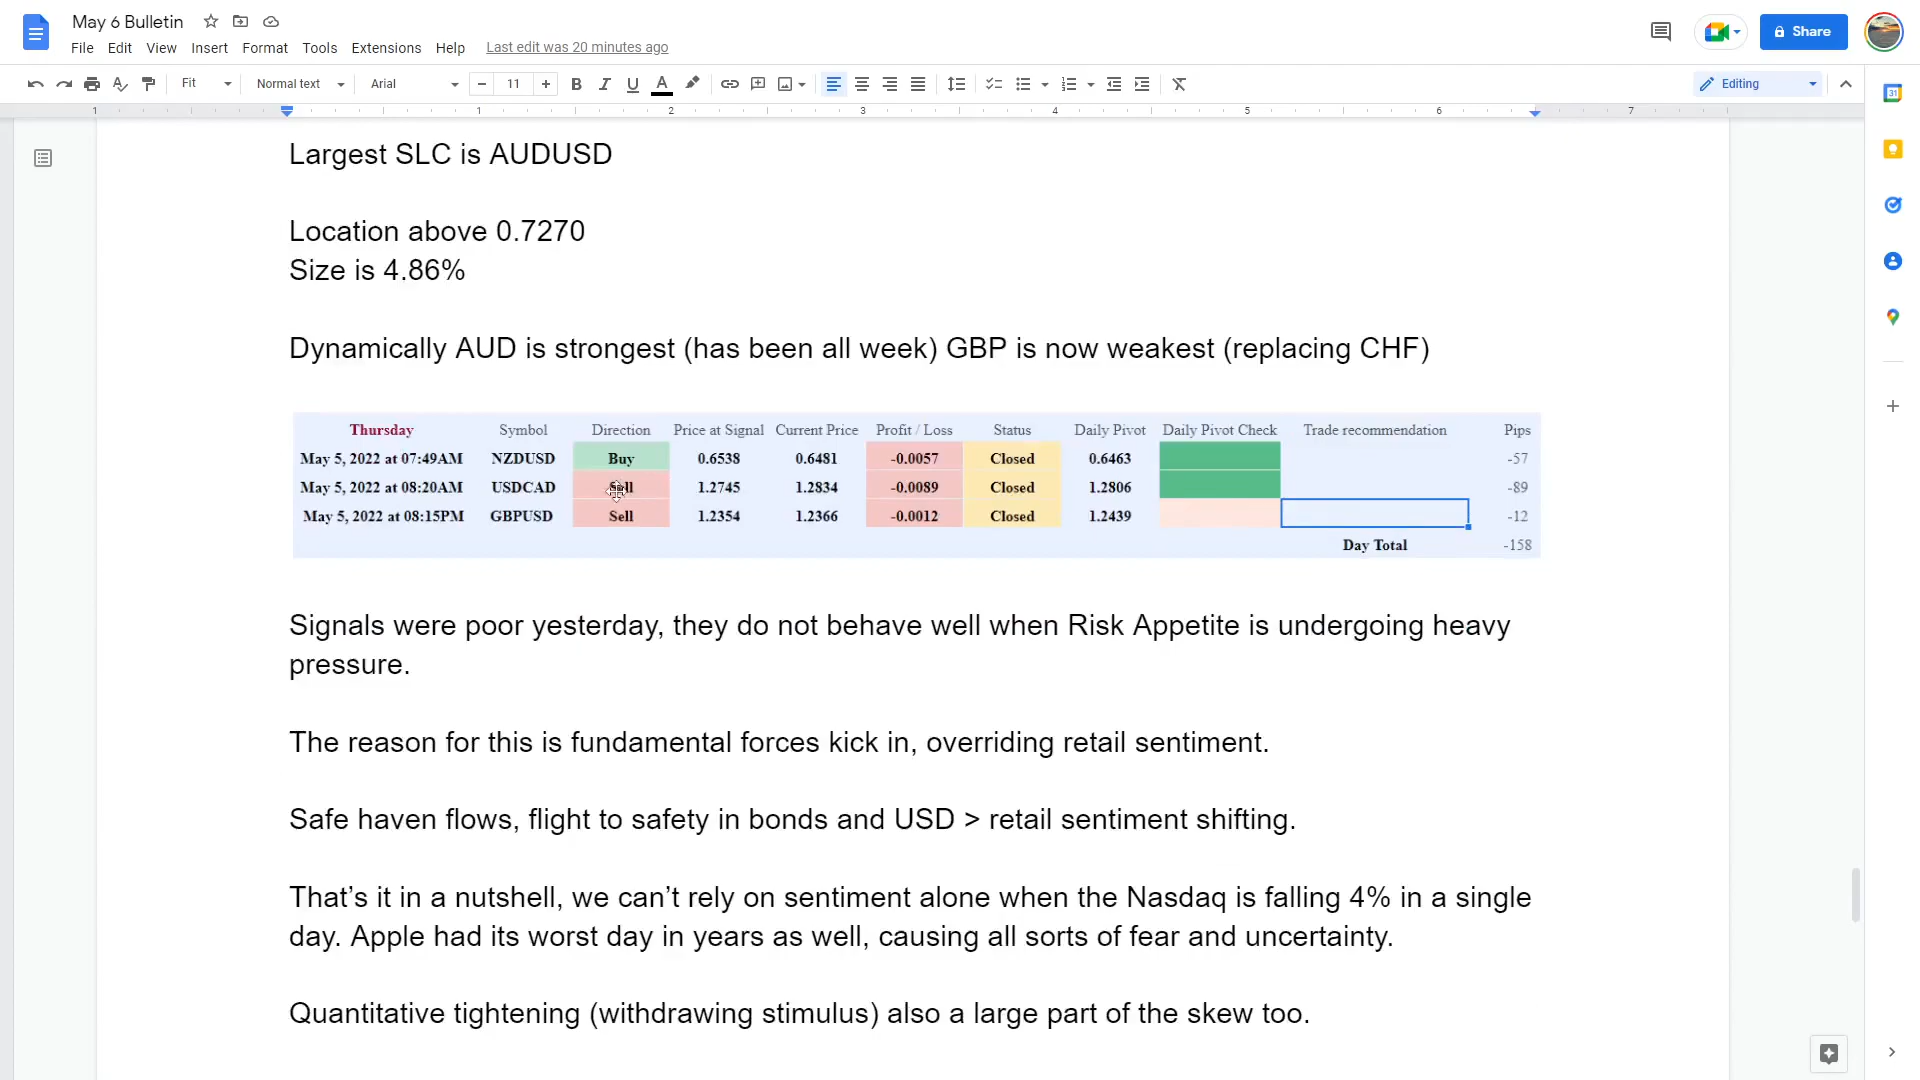 May 6 Bulletin
File Edit View Insert Format Tools Extensions Help Last edit was 20 minutes ago
Share
Fit Normal text Arial 11 Editing
1 1 2 3 4 5 6 7
31
Largest SLC is AUDUSD
Location above 0.7270
Size is 4.86%
Dynamically AUD is strongest (has been all week) GBP is now weakest (replacing CHF)
Thursday Symbol Direction Price at Signal Current Price Profit / Loss Status Daily Pivot Daily Pivot Check Trade recommendation Pips
May 5, 2022 at 07:49AM NZDUSD Buy 0.6538 0.6481 -0.0057 Closed 0.6463 -57
May 5, 2022 at 08:20AM USDCAD Sell 1.2745 1.2834 -0.0089 Closed 1.2806 -89
May 5, 2022 at 08:15PM GBPUSD Sell 1.2354 1.2366 -0.0012 Closed 1.2439 -12
Day Total -158
Signals were poor yesterday, they do not behave well when Risk Appetite is undergoing heavy
pressure.
The reason for this is fundamental forces kick in, overriding retail sentiment.
Safe haven flows, flight to safety in bonds and USD > retail sentiment shifting.
That’s it in a nutshell, we can’t rely on sentiment alone when the Nasdaq is falling 4% in a single
day. Apple had its worst day in years as well, causing all sorts of fear and uncertainty.
Quantitative tightening (withdrawing stimulus) also a large part of the skew too.